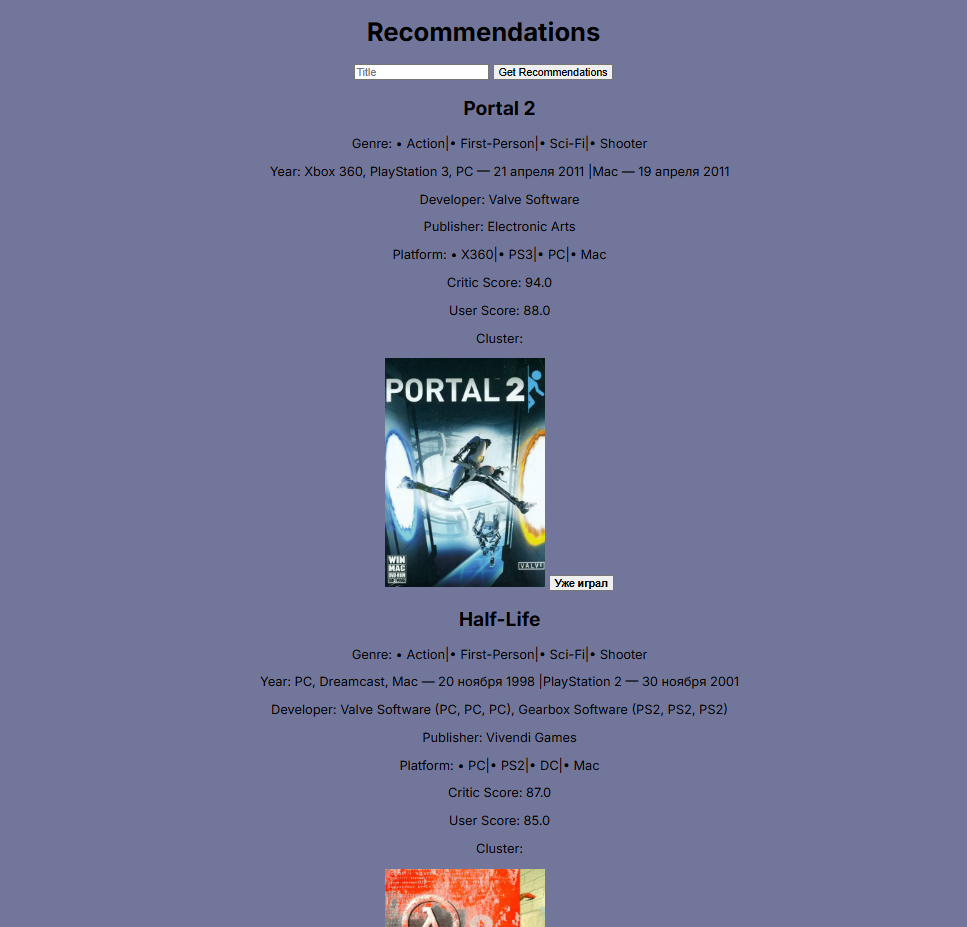 Recommendations
Title
Get Recommendations
Portal 2
Genre: • Action|• First-Person|• Sci-Fi|• Shooter
Year: Xbox 360, PlayStation 3, PC — 21 апреля 2011 |Mac — 19 апреля 2011
Developer: Valve Software
Publisher: Electronic Arts
Platform: • X360|• PS3|• PC|• Mac
Critic Score: 94.0
User Score: 88.0
Cluster:
PORTAL 2
WIN
MAC
DVD-ROM
VALVE
Уже играл
Half-Life
Genre: • Action|• First-Person|• Sci-Fi|• Shooter
Year: PC, Dreamcast, Mac — 20 ноября 1998 |PlayStation 2 — 30 ноября 2001
Developer: Valve Software (PC, PC, PC), Gearbox Software (PS2, PS2, PS2)
Publisher: Vivendi Games
Platform: • PC|• PS2|• DC|• Mac
Critic Score: 87.0
User Score: 85.0
Cluster: